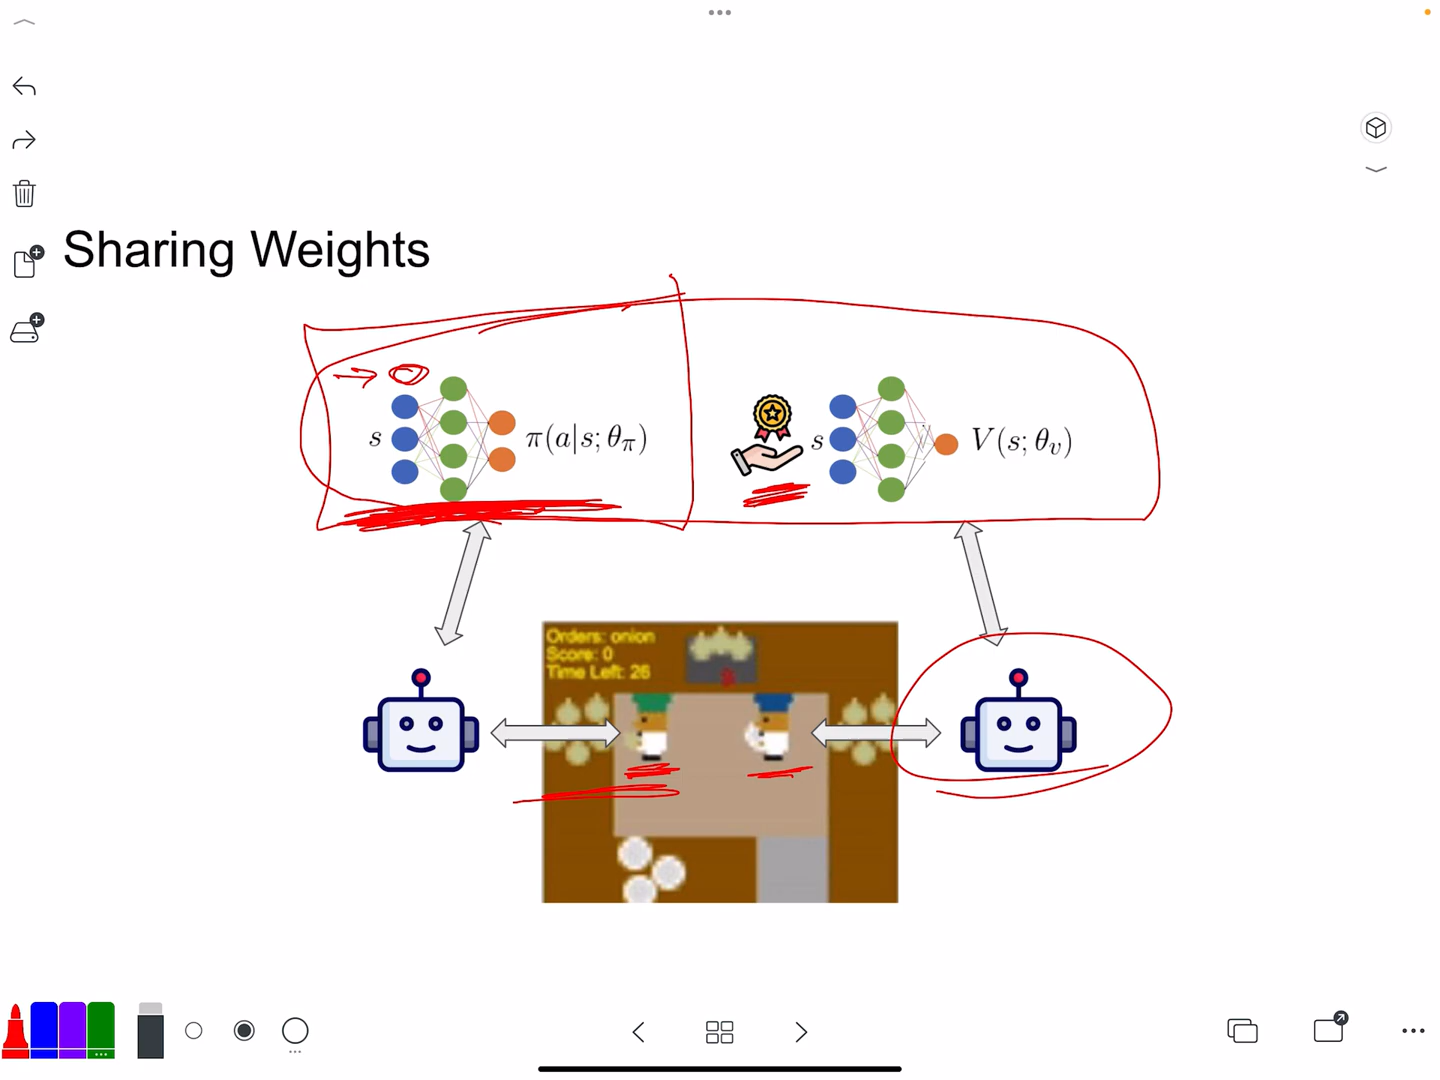 Sharing Weights
s π(a|s; θ_π) s V(s; θ_v)
Orders: onion
Score: 0
Time Left: 26